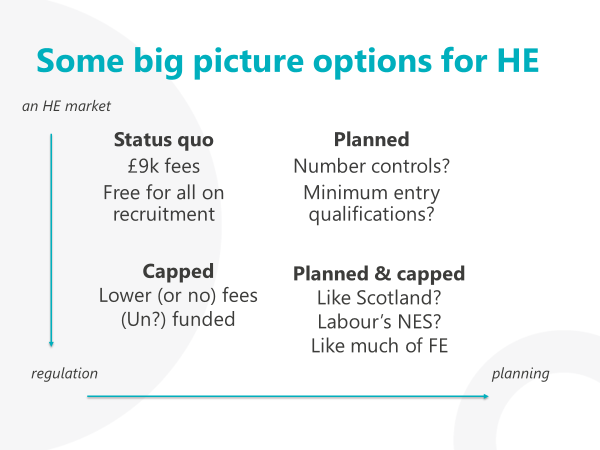 Some big picture options for HE
an HE market
Status quo
£9k fees
Free for all on
recruitment
Planned
Number controls?
Minimum entry
qualifications?
Capped
Lower (or no) fees
(Un?) funded
Planned & capped
Like Scotland?
Labour’s NES?
Like much of FE
regulation
planning